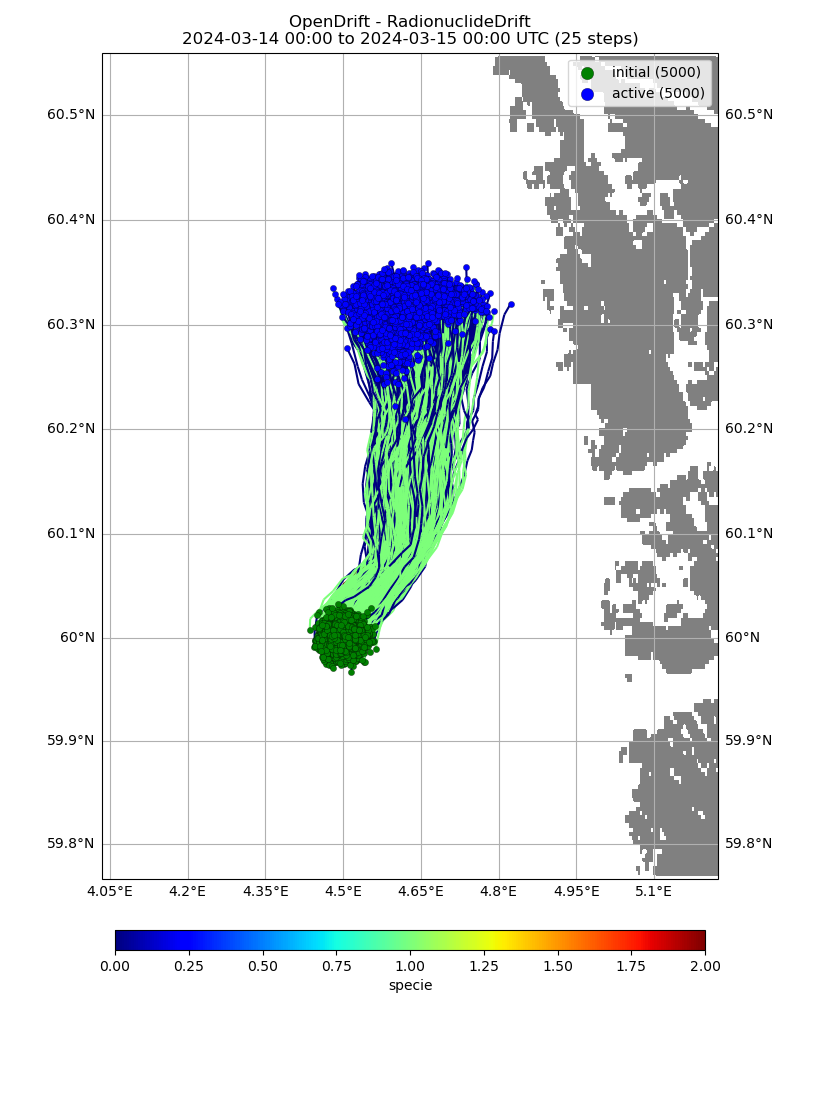 OpenDrift - RadionuclideDrift
2024-03-14 00:00 to 2024-03-15 00:00 UTC (25 steps)
initial (5000)
active (5000)
60.5°N 60.5°N
60.4°N 60.4°N
60.3°N 60.3°N
60.2°N 60.2°N
60.1°N 60.1°N
60°N 60°N
59.9°N 59.9°N
59.8°N 59.8°N
4.05°E 4.2°E 4.35°E 4.5°E 4.65°E 4.8°E 4.95°E 5.1°E
0.00 0.25 0.50 0.75 1.00 1.25 1.50 1.75 2.00
specie